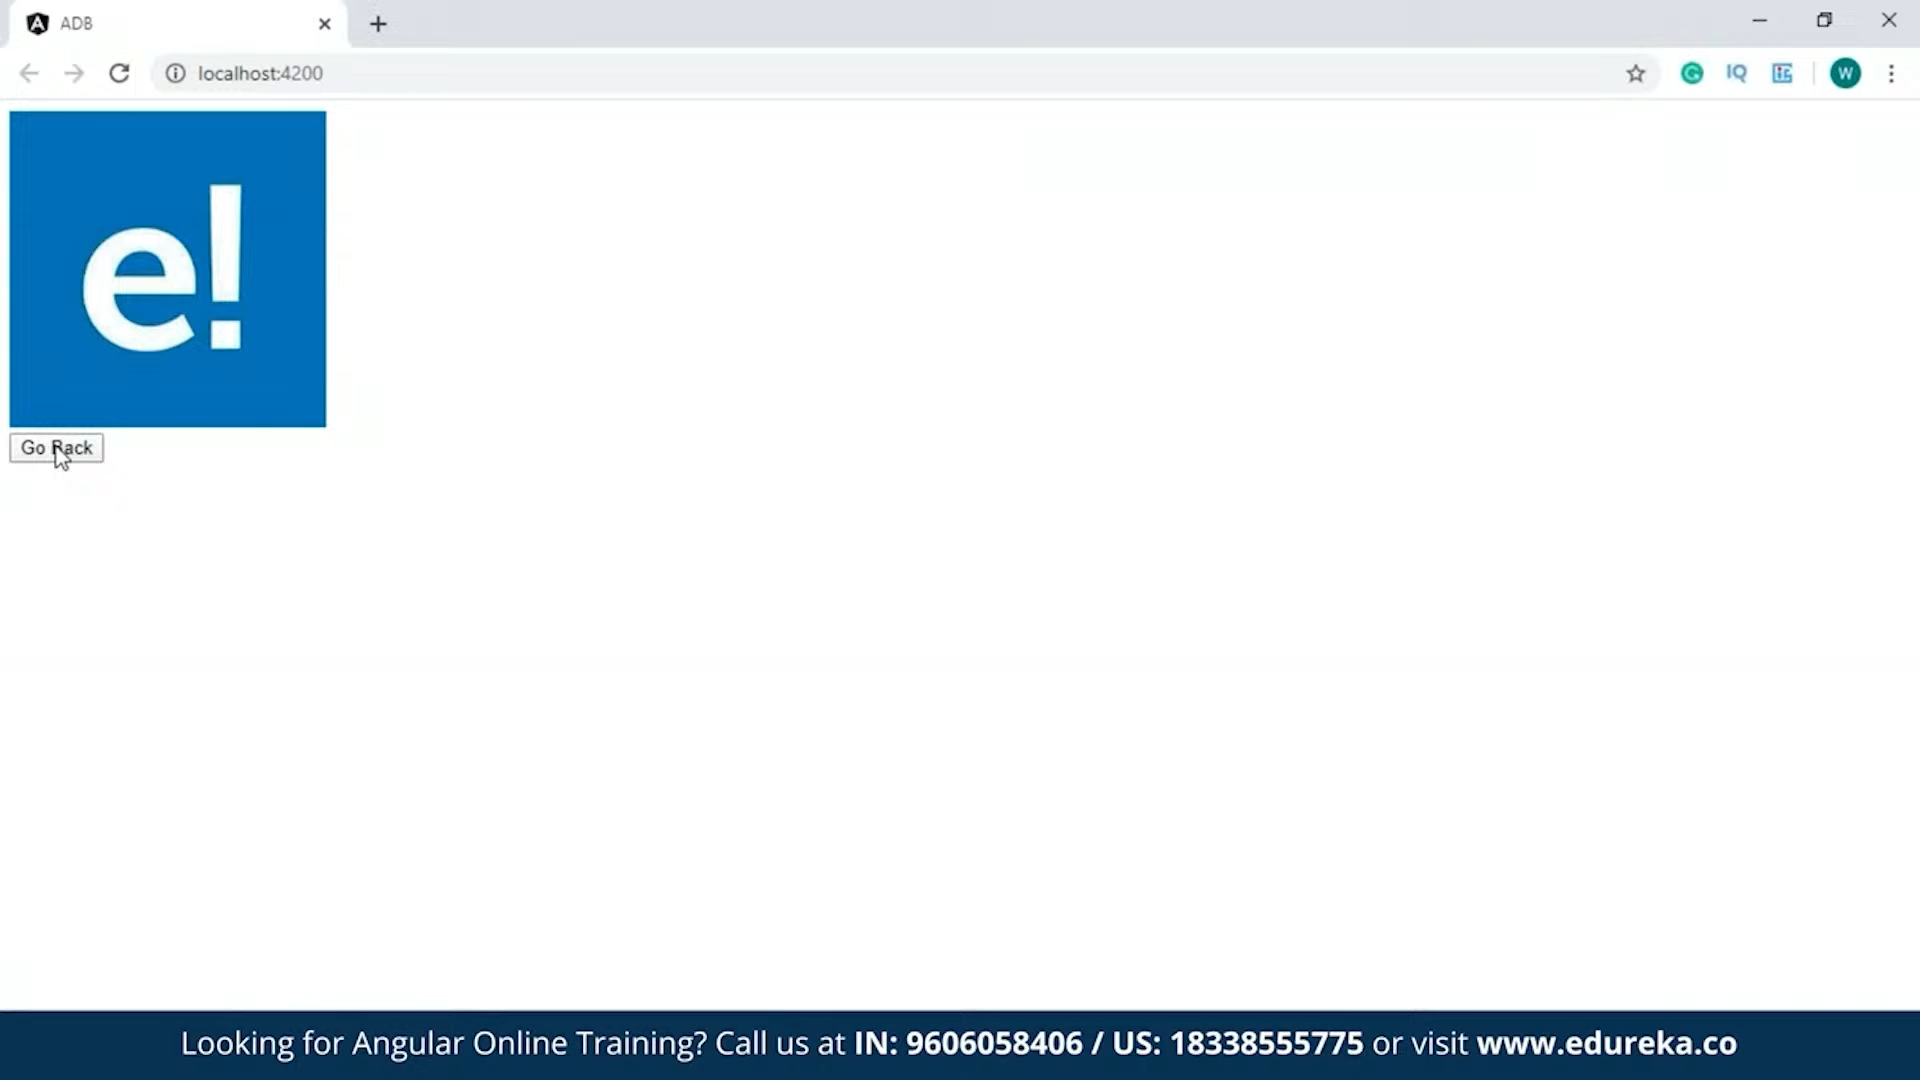 ADB
localhost:4200
IQ
W
e!
Go Back
Looking for Angular Online Training? Call us at IN: 9606058406 / US: 18338555775 or visit www.edureka.co